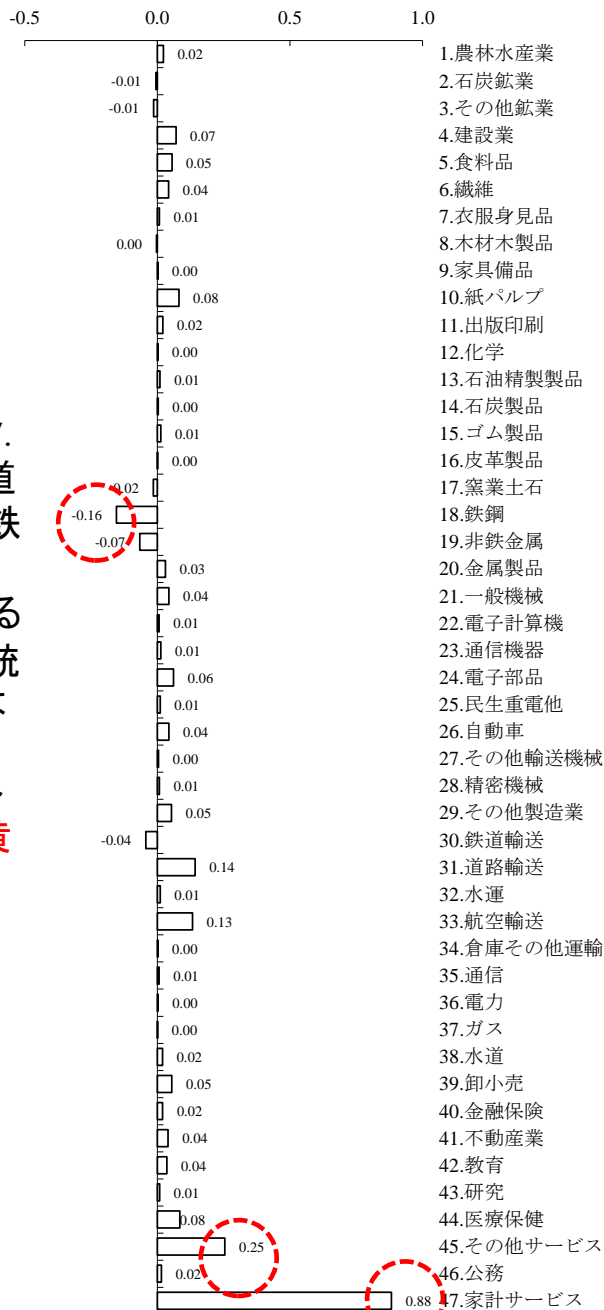 -0.5 0.0 0.5 1.0
0.02 1.農林水産業
-0.01 2.石炭鉱業
-0.01 3.その他鉱業
0.07 4.建設業
0.05 5.食料品
0.04 6.繊維
0.01 7.衣服身見品
0.00 8.木材木製品
0.00 9.家具備品
0.08 10.紙パルプ
0.02 11.出版印刷
0.00 12.化学
0.01 13.石油精製製品
0.00 14.石炭製品
0.01 15.ゴム製品
0.00 16.皮革製品
道
-0.02 17.窯業土石
-0.16 18.鉄鋼
鉄
-0.07 19.非鉄金属
0.03 20.金属製品
0.04 21.一般機械
る
0.01 22.電子計算機
統
0.01 23.通信機器
0.06 24.電子部品
0.01 25.民生重電他
0.04 26.自動車
0.00 27.その他輸送機械
0.01 28.精密機械
0.05 29.その他製造業
-0.04 30.鉄道輸送
0.14 31.道路輸送
0.01 32.水運
0.13 33.航空輸送
0.00 34.倉庫その他運輸
0.01 35.通信
0.00 36.電力
0.00 37.ガス
0.02 38.水道
0.05 39.卸小売
0.02 40.金融保険
0.04 41.不動産業
0.04 42.教育
0.01 43.研究
0.08 44.医療保健
0.25 45.その他サービス
0.02 46.公務
0.88 47.家計サービス